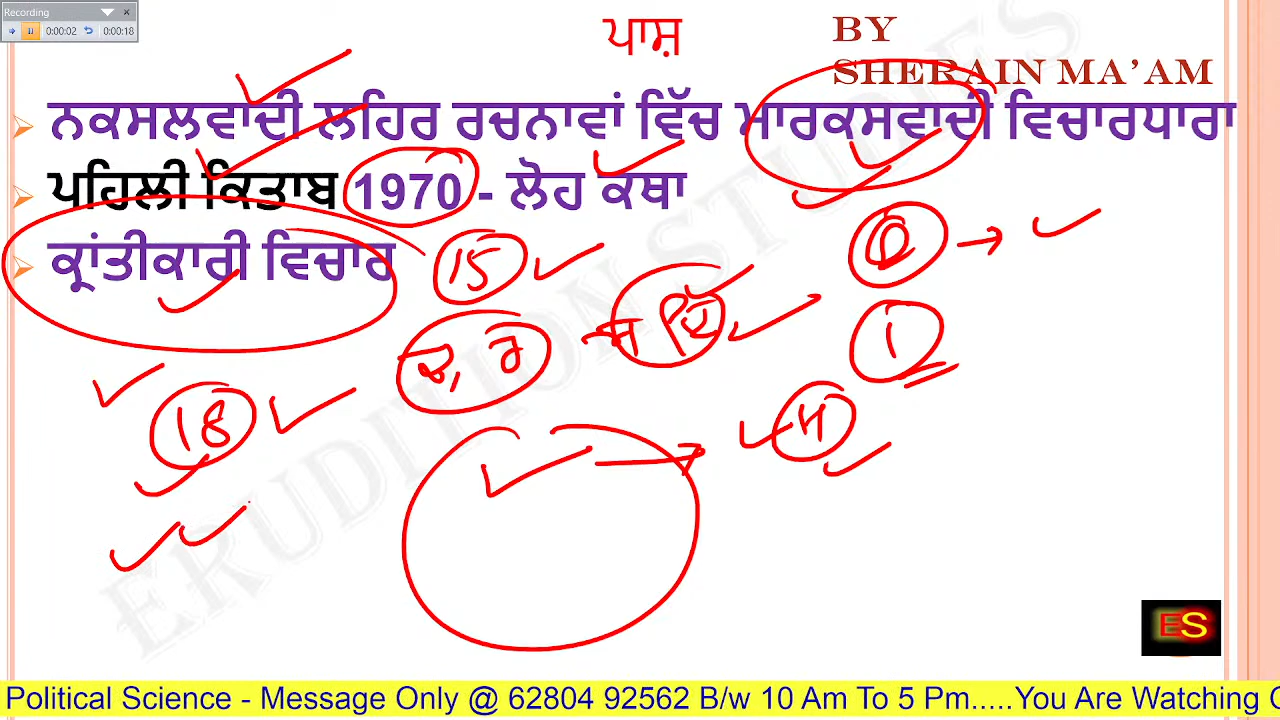 Recording
0:00:02 0:00:18
ਪਾਸ਼
BY
SHERAIN MA'AM
ਨਕਸਲਵਾਦੀ ਲਹਿਰ ਰਚਨਾਵਾਂ ਵਿੱਚ ਮਾਰਕਸਵਾਦੀ ਵਿਚਾਰਧਾਰਾ
ਪਹਿਲੀ ਕਿਤਾਬ 1970 - ਲੋਹ ਕਥਾ
ਕ੍ਰਾਂਤੀਕਾਰੀ ਵਿਚਾਰ
15
1
18
ERUDITION STUDIES
ES
Political Science - Message Only @ 62804 92562 B/w 10 Am To 5 Pm.....You Are Watching